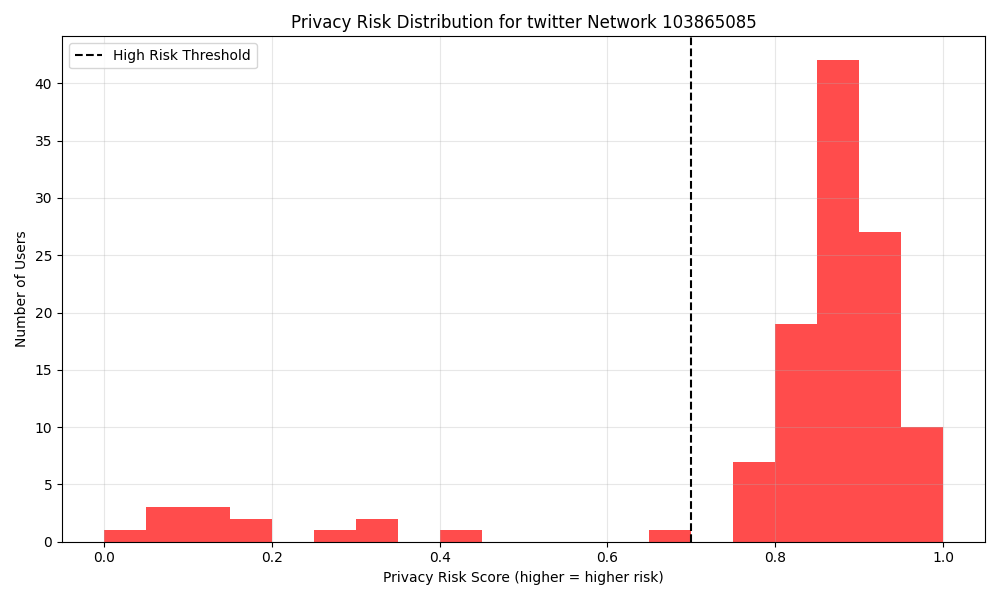 Privacy Risk Distribution for twitter Network 103865085
High Risk Threshold
Number of Users
40
35
30
25
20
15
10
5
0
0.0 0.2 0.4 0.6 0.8 1.0
Privacy Risk Score (higher = higher risk)